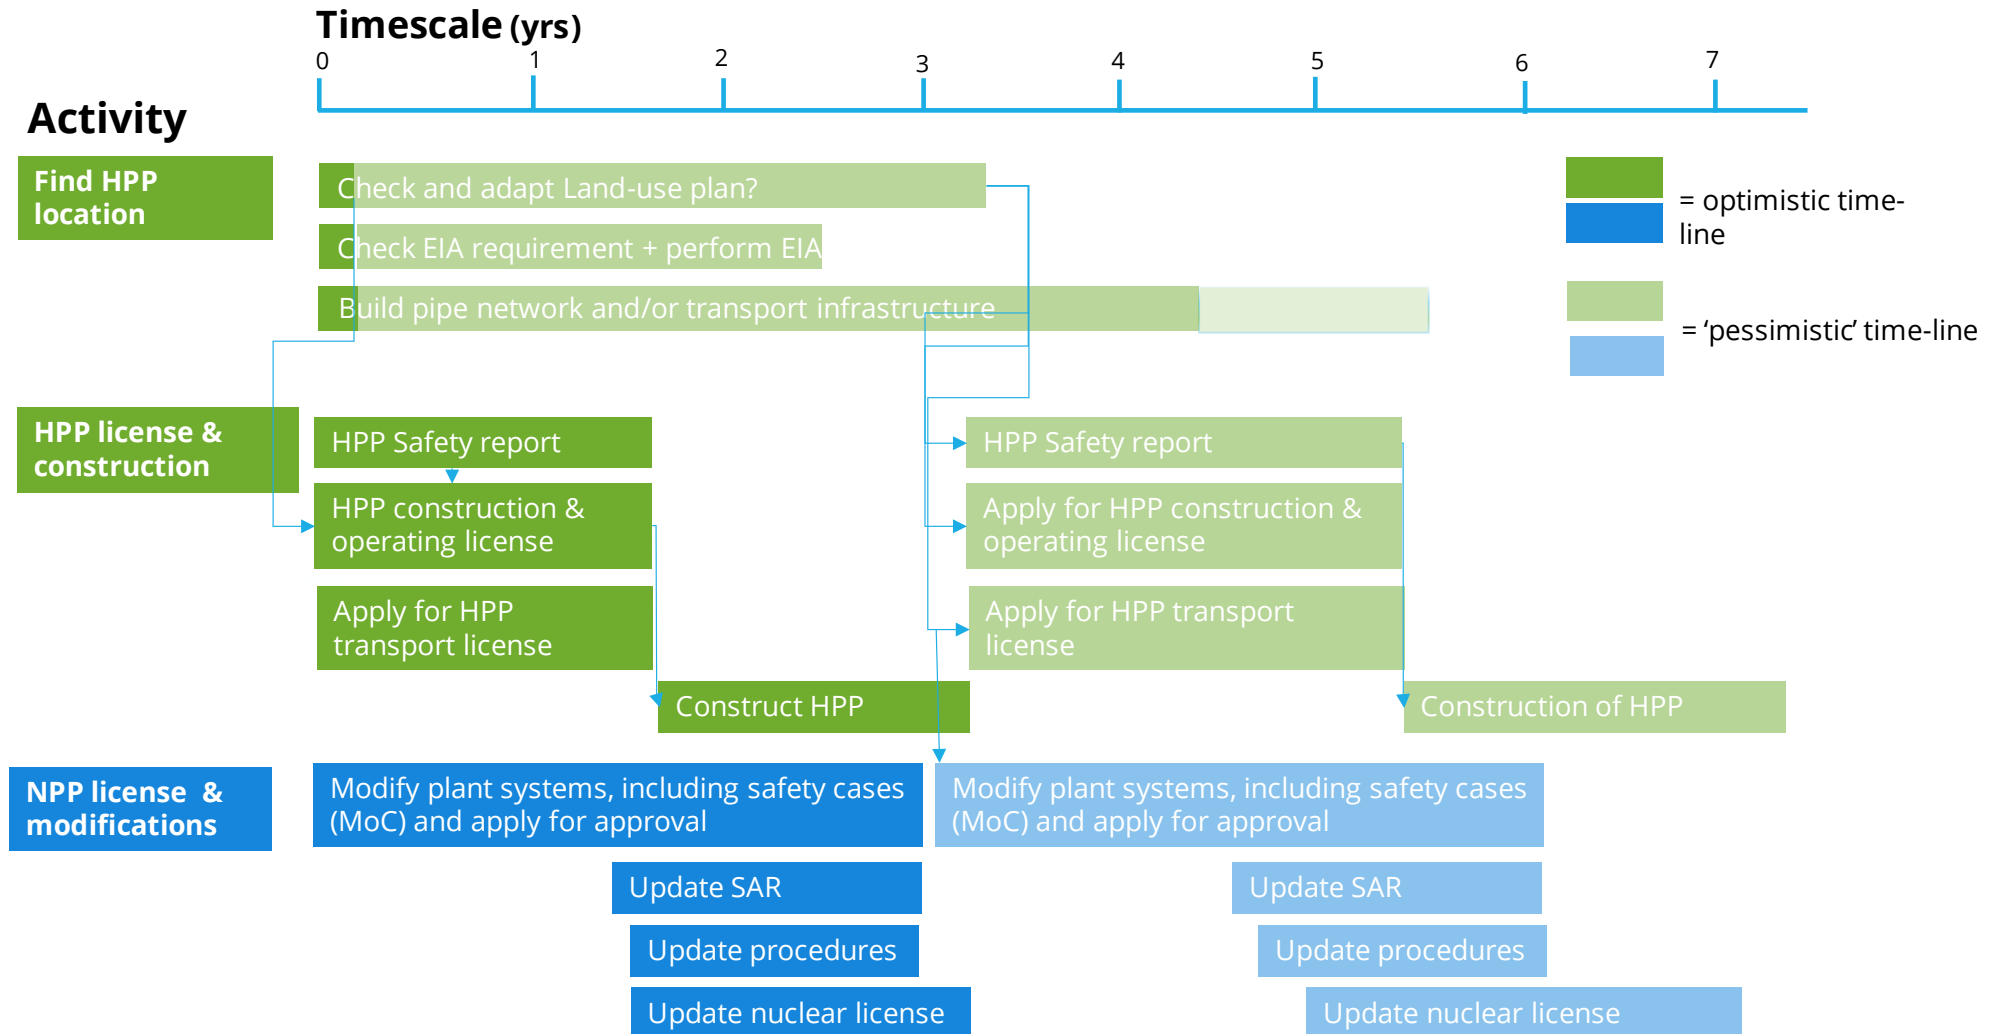 Timescale (yrs)
0 1 2 3 4 5 6 7
Activity
Find HPP
location
Check and adapt Land-use plan?
Check EIA requirement + perform EIA
Build pipe network and/or transport infrastructure
= optimistic time-
line
= ‘pessimistic’ time-line
HPP license &
construction
HPP Safety report
HPP construction &
operating license
Apply for HPP
transport license
Construct HPP
HPP Safety report
Apply for HPP construction &
operating license
Apply for HPP transport
license
Construction of HPP
NPP license &
modifications
Modify plant systems, including safety cases
(MoC) and apply for approval
Update SAR
Update procedures
Update nuclear license
Modify plant systems, including safety cases
(MoC) and apply for approval
Update SAR
Update procedures
Update nuclear license